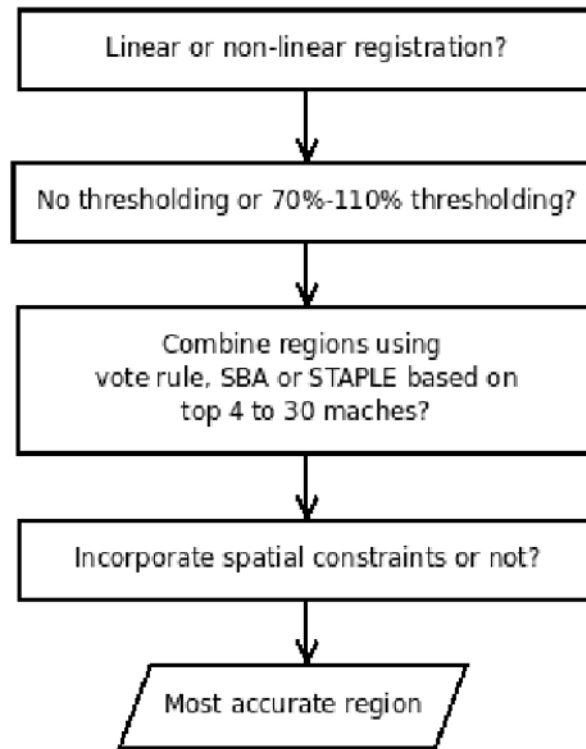 Linear or non-linear registration?
No thresholding or 70%-110% thresholding?
Combine regions using
vote rule, SBA or STAPLE based on
top 4 to 30 maches?
Incorporate spatial constraints or not?
Most accurate region